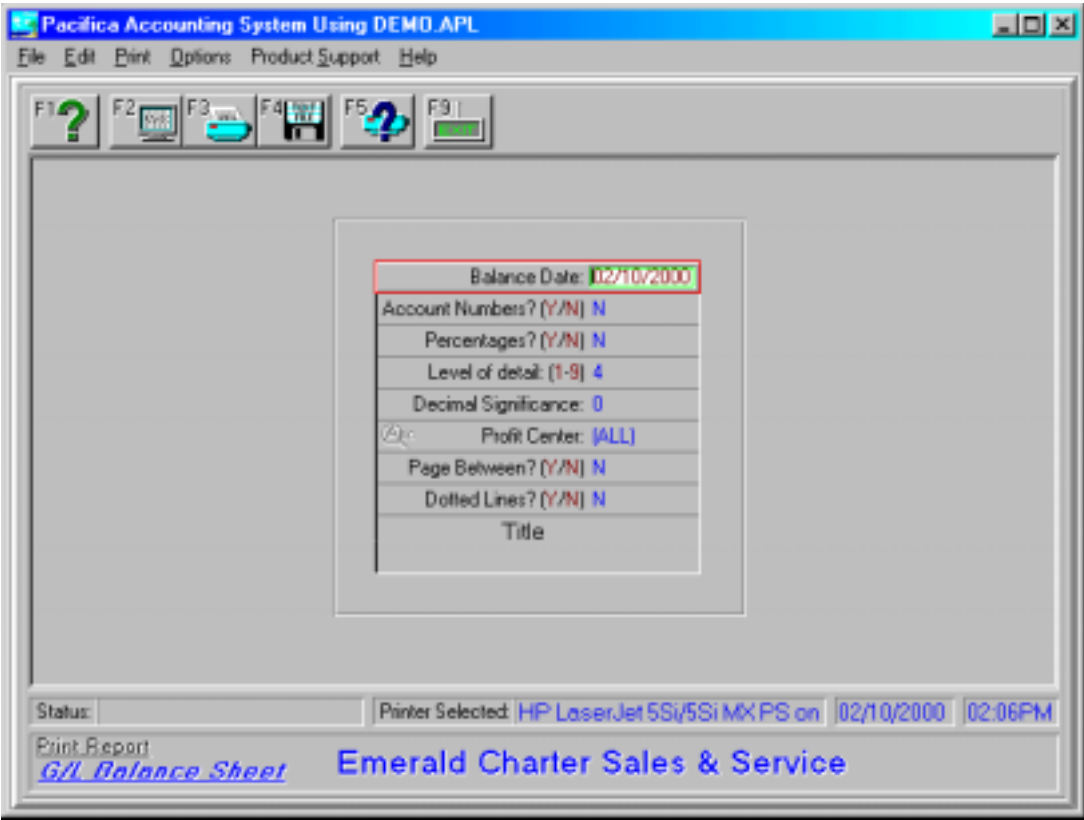 Pacifica Accounting System Using DEMO.APL
File Edit Print Options Product Support Help
F1 F2 F3 F4 F5 F9
EXIT
Balance Date: 02/10/2000
Account Numbers? (Y/N) N
Percentages? (Y/N) N
Level of detail: (1-9) 4
Decimal Significance: 0
Profit Center: (ALL)
Page Between? (Y/N) N
Dotted Lines? (Y/N) N
Title
Status: Printer Selected: HP LaserJet 5Si/5Si MX PS on 02/10/2000 02:06PM
Print Report
G/L Balance Sheet Emerald Charter Sales & Service